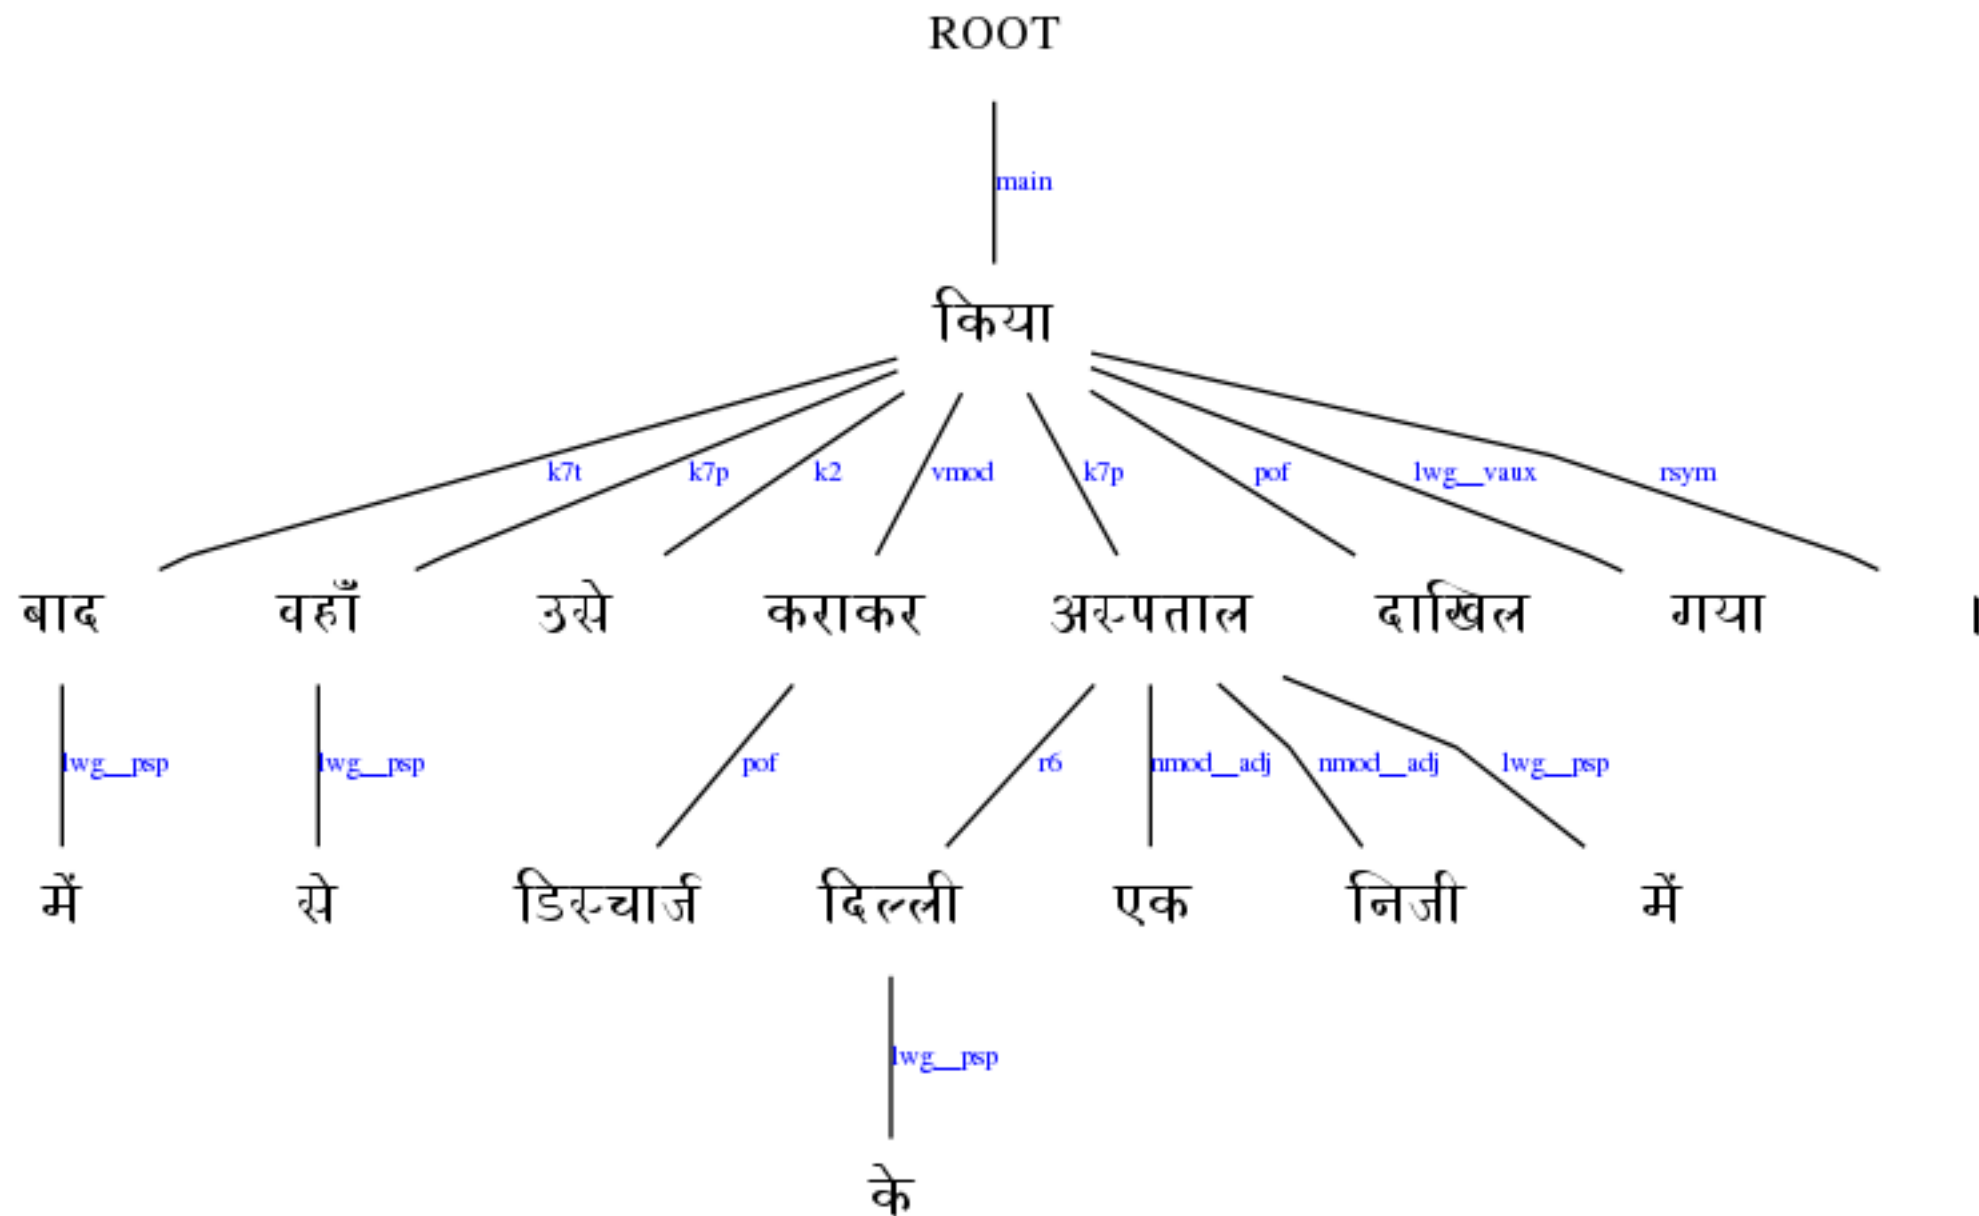 ROOT
main
किया
k7t k7p k2 vmod k7p pof lwg__vaux rsym
बाद वहाँ उसे कराकर अस्पताल दाखिल गया ।
lwg__psp lwg__psp pof r6 nmod__adj nmod__adj lwg__psp
में से डिस्चार्ज दिल्ली एक निजी में
lwg__psp
के